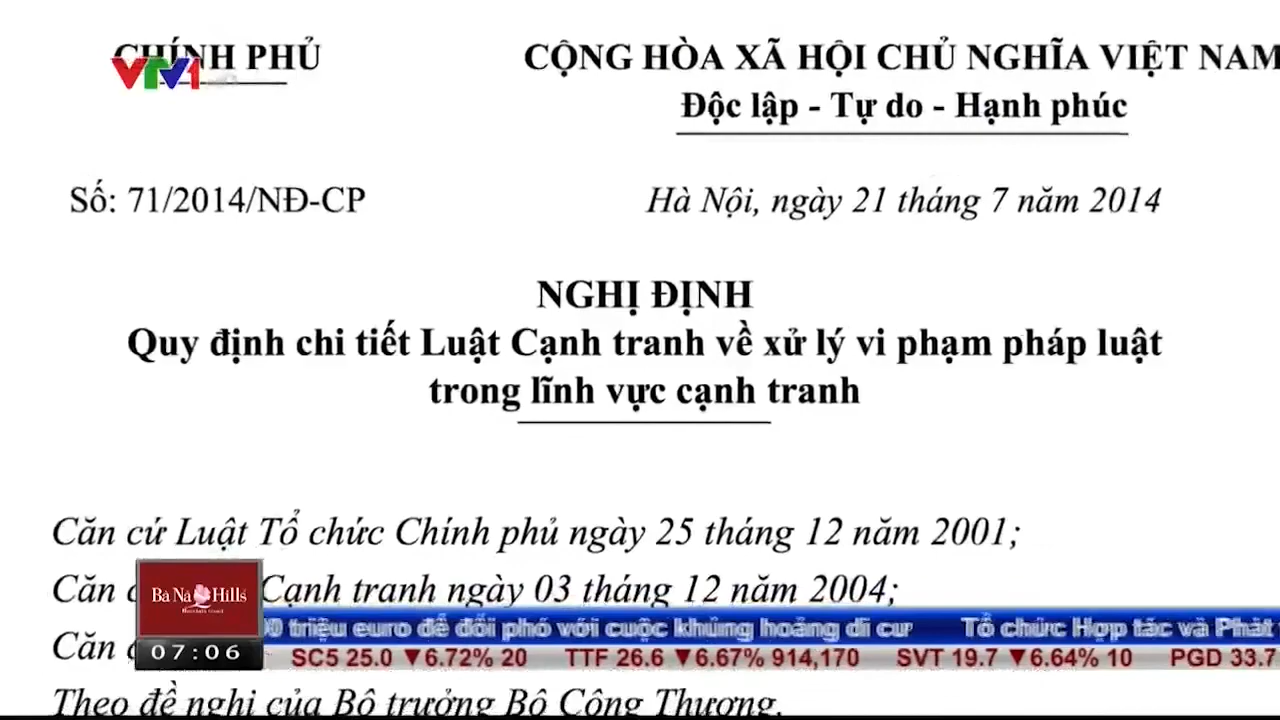 CHÍNH PHỦ
VTV1
CỘNG HÒA XÃ HỘI CHỦ NGHĨA VIỆT NAM
Độc lập - Tự do - Hạnh phúc
Số: 71/2014/NĐ-CP
Hà Nội, ngày 21 tháng 7 năm 2014
NGHỊ ĐỊNH
Quy định chi tiết Luật Cạnh tranh về xử lý vi phạm pháp luật
trong lĩnh vực cạnh tranh
Căn cứ Luật Tổ chức Chính phủ ngày 25 tháng 12 năm 2001;
Căn Cạnh tranh ngày 03 tháng 12 năm 2004;
Căn
Theo đề nghị của Bộ trưởng Bộ Công Thương,
Bà Nà Hills
07:06
triệu euro để đối phó với cuộc khủng hoảng di cư Tổ chức Hợp tác và Phát
SC5 25.0 ▼6.72% 20 TTF 26.6 ▼6.67% 914,170 SVT 19.7 ▼6.64% 10 PGD 33.7